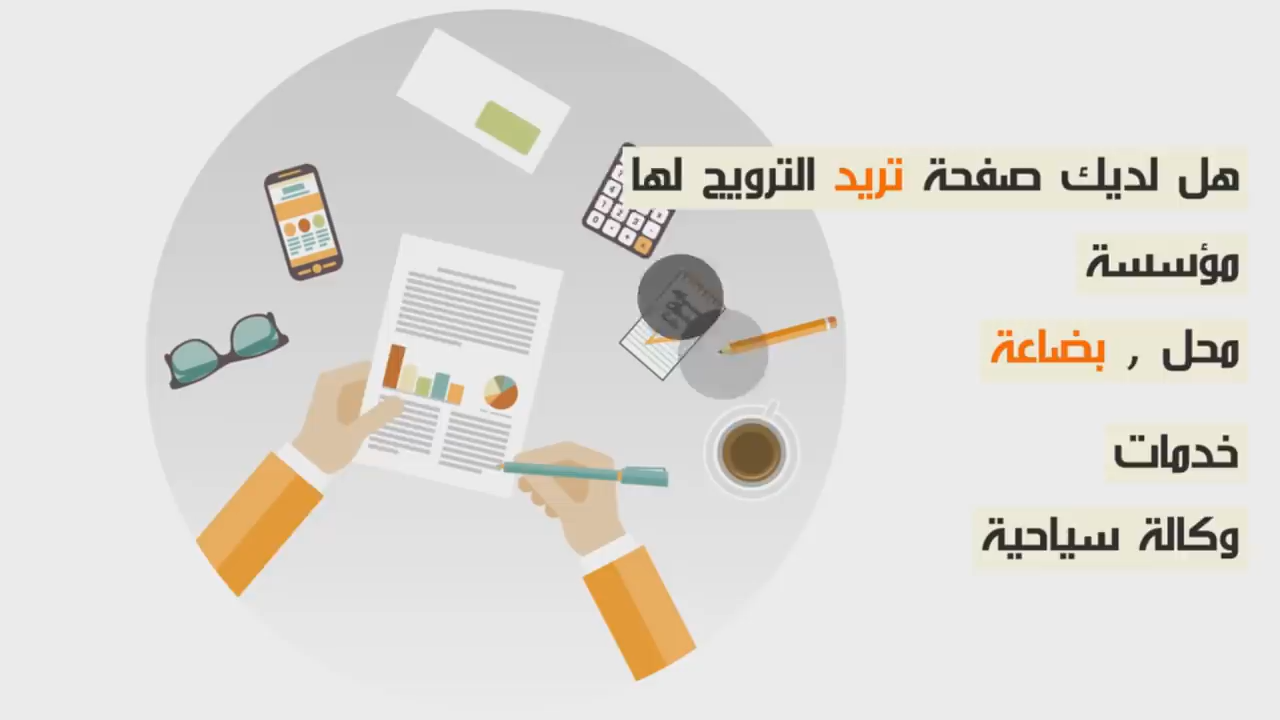 هل لديك صفحة تريد الترويج لها
مؤسسة
محل , بضاعة
خدمات
وكالة سياحية